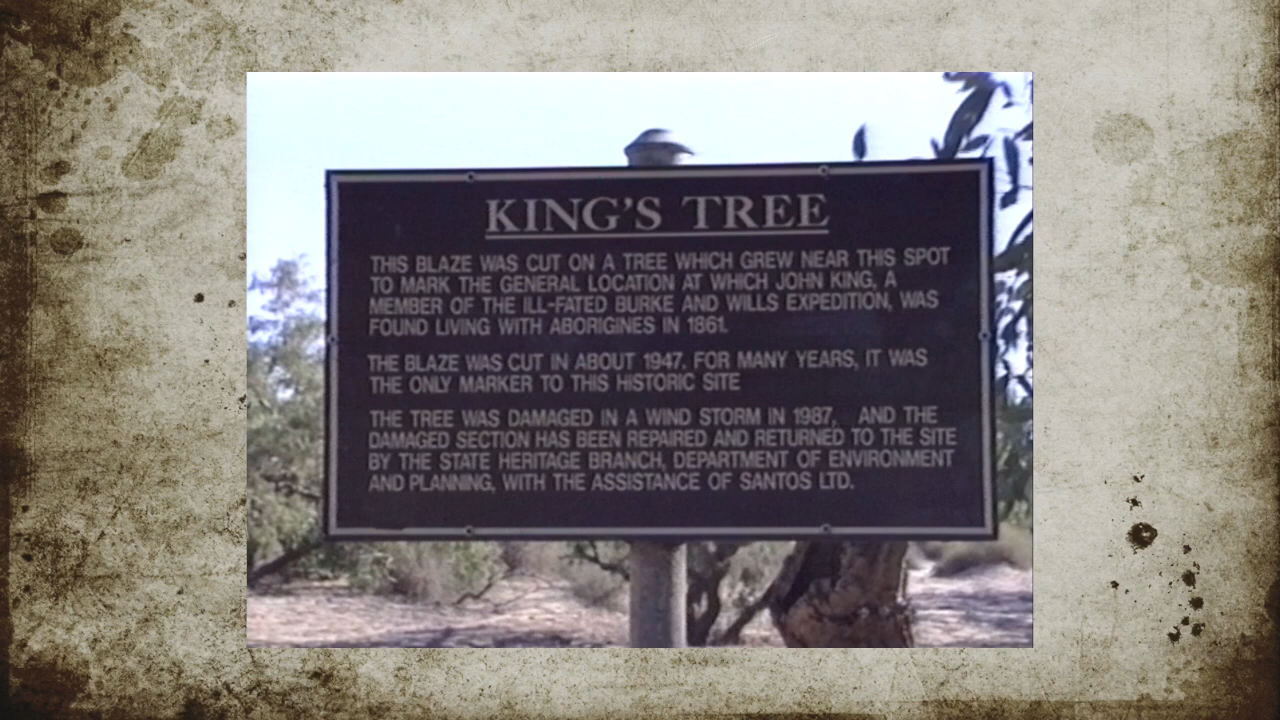 KING'S TREE
THIS BLAZE WAS CUT ON A TREE WHICH GREW NEAR THIS SPOT
TO MARK THE GENERAL LOCATION AT WHICH JOHN KING, A
MEMBER OF THE ILL-FATED BURKE AND WILLS EXPEDITION, WAS
FOUND LIVING WITH ABORIGINES IN 1861.
THE BLAZE WAS CUT IN ABOUT 1947. FOR MANY YEARS, IT WAS
THE ONLY MARKER TO THIS HISTORIC SITE
THE TREE WAS DAMAGED IN A WIND STORM IN 1987, AND THE
DAMAGED SECTION HAS BEEN REPAIRED AND RETURNED TO THE SITE
BY THE STATE HERITAGE BRANCH, DEPARTMENT OF ENVIRONMENT
AND PLANNING, WITH THE ASSISTANCE OF SANTOS LTD.